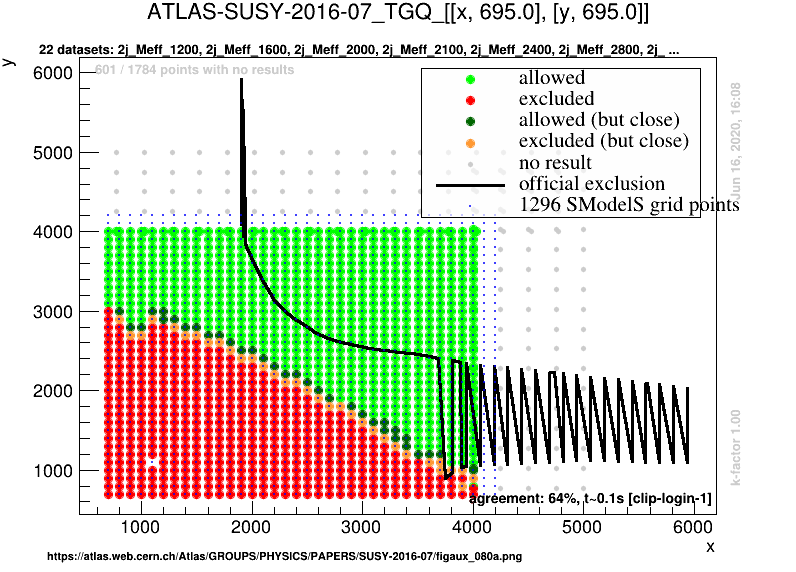 ATLAS-SUSY-2016-07_TGQ_[[x, 695.0], [y, 695.0]]
22 datasets: 2j_Meff_1200, 2j_Meff_1600, 2j_Meff_2000, 2j_Meff_2100, 2j_Meff_2400, 2j_Meff_2800, 2j_ ...
y
601 / 1784 points with no results
6000
5000
4000
3000
2000
1000
allowed
excluded
allowed (but close)
excluded (but close)
no result
official exclusion
1296 SModelS grid points
Jun 16, 2020, 16:08
k-factor 1.00
agreement: 64%, t~0.1s [clip-login-1]
1000 2000 3000 4000 5000 6000
x
https://atlas.web.cern.ch/Atlas/GROUPS/PHYSICS/PAPERS/SUSY-2016-07/figaux_080a.png